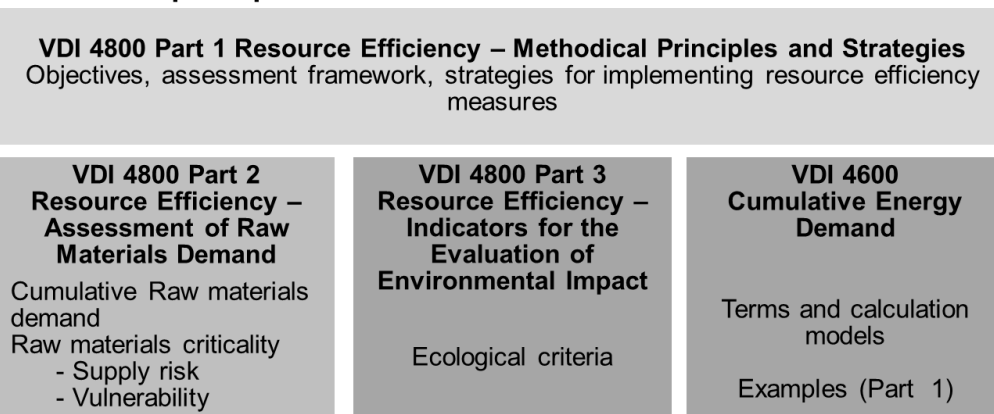 VDI 4800 Part 1 Resource Efficiency – Methodical Principles and Strategies
Objectives, assessment framework, strategies for implementing resource efficiency
measures
VDI 4800 Part 2
Resource Efficiency –
Assessment of Raw
Materials Demand
Cumulative Raw materials
demand
Raw materials criticality
- Supply risk
- Vulnerability
VDI 4800 Part 3
Resource Efficiency –
Indicators for the
Evaluation of
Environmental Impact
Ecological criteria
VDI 4600
Cumulative Energy
Demand
Terms and calculation
models
Examples (Part 1)